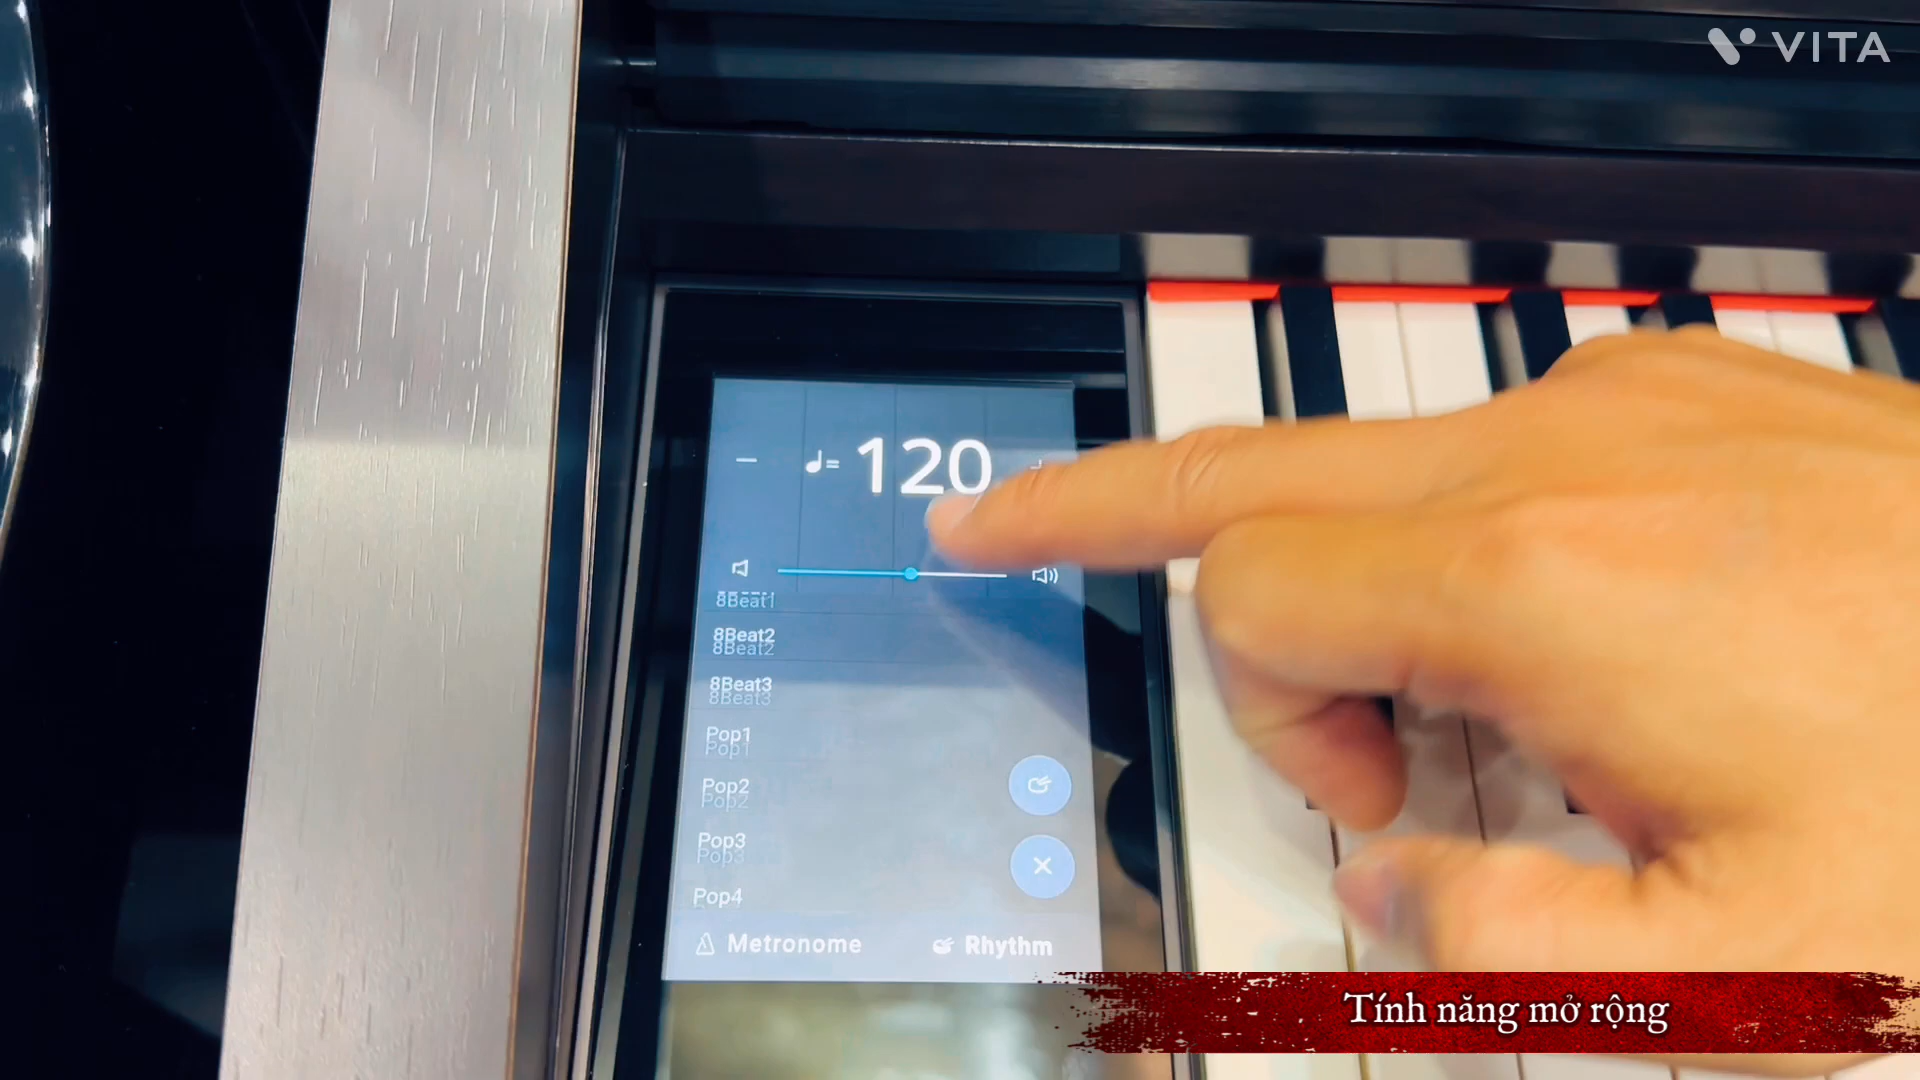 VITA
♩= 120
8Beat1
8Beat2
8Beat3
Pop1
Pop2
Pop3
Pop4
Metronome
Rhythm
Tính năng mở rộng